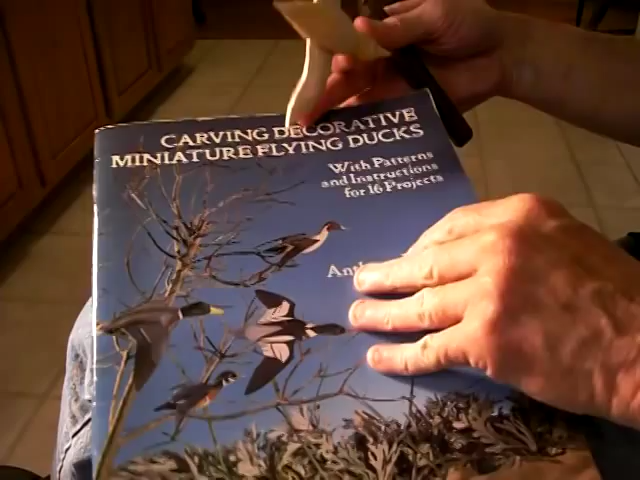 CARVING DECORATIVE
MINIATURE FLYING DUCKS
With Patterns
and Instructions
for 16 Projects